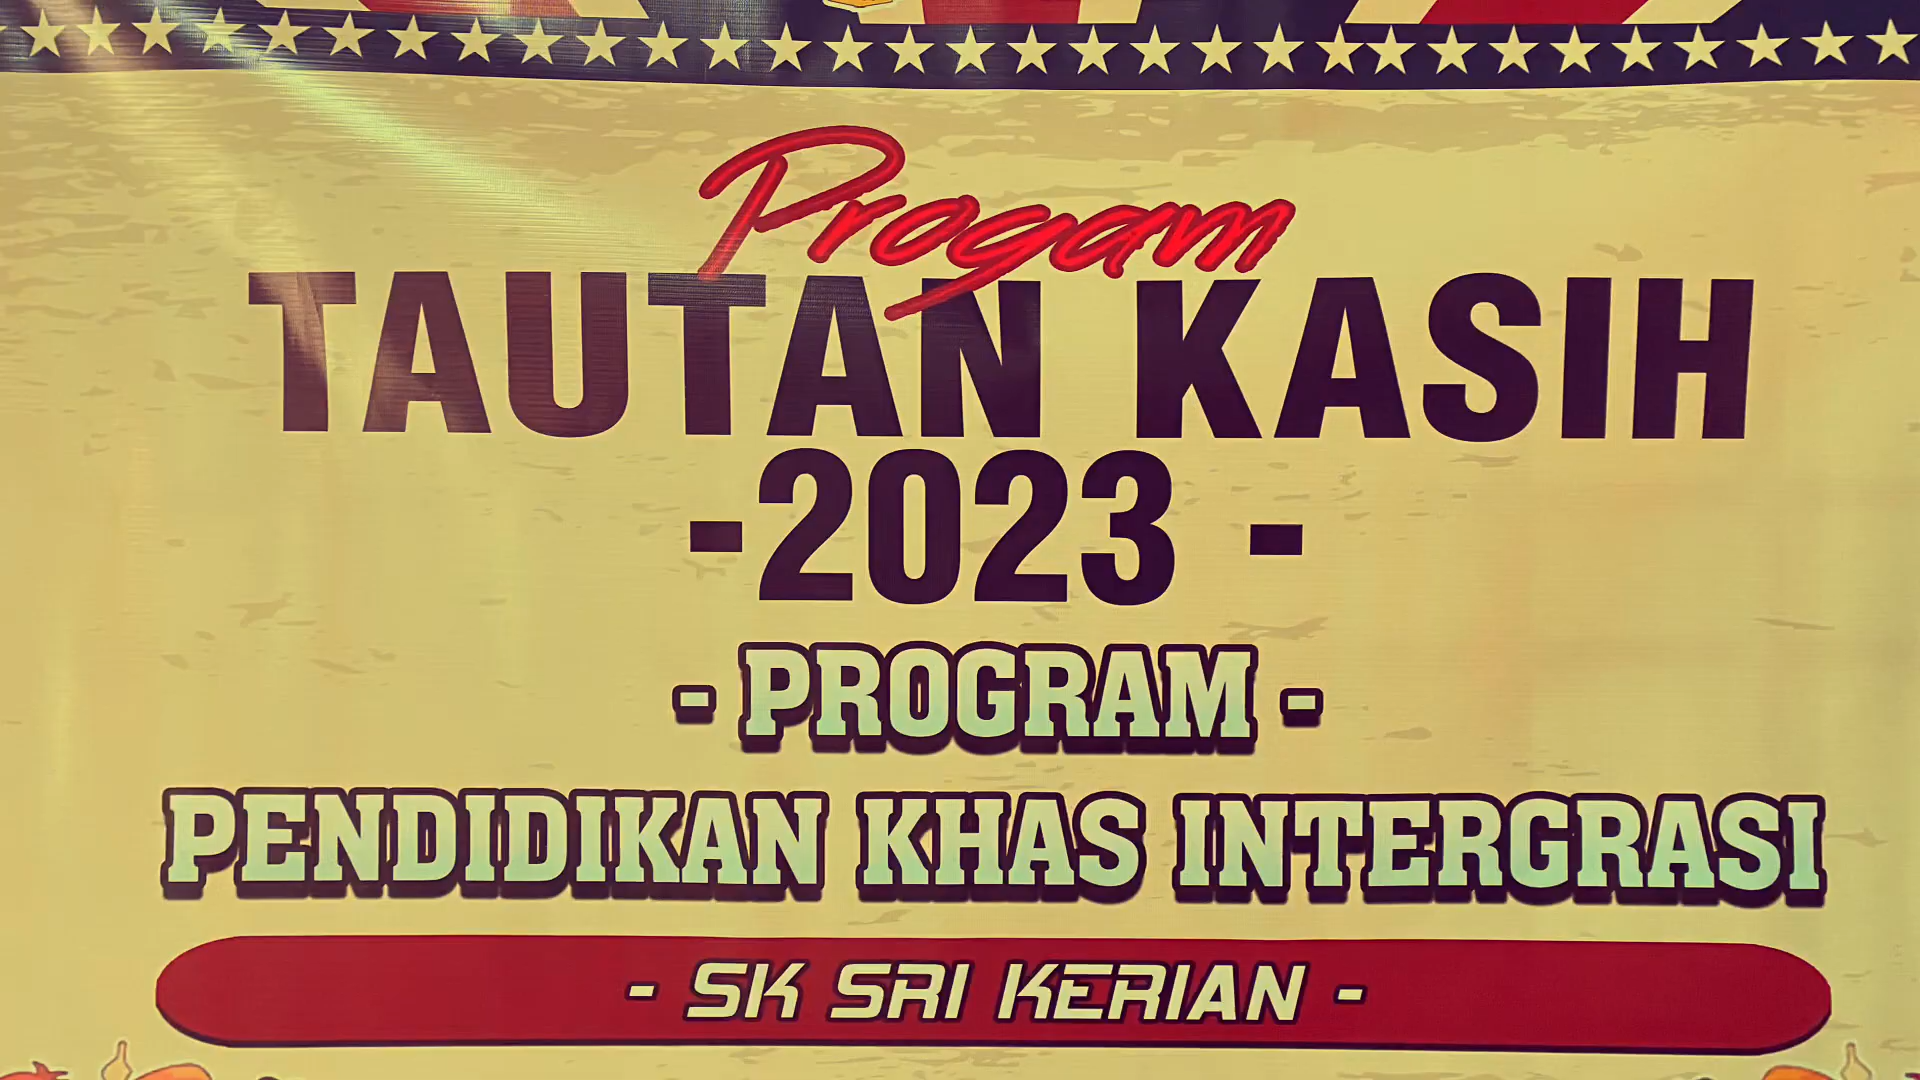 Progam
TAUTAN KASIH
-2023 -
- PROGRAM -
PENDIDIKAN KHAS INTERGRASI
- SK SRI KERIAN -